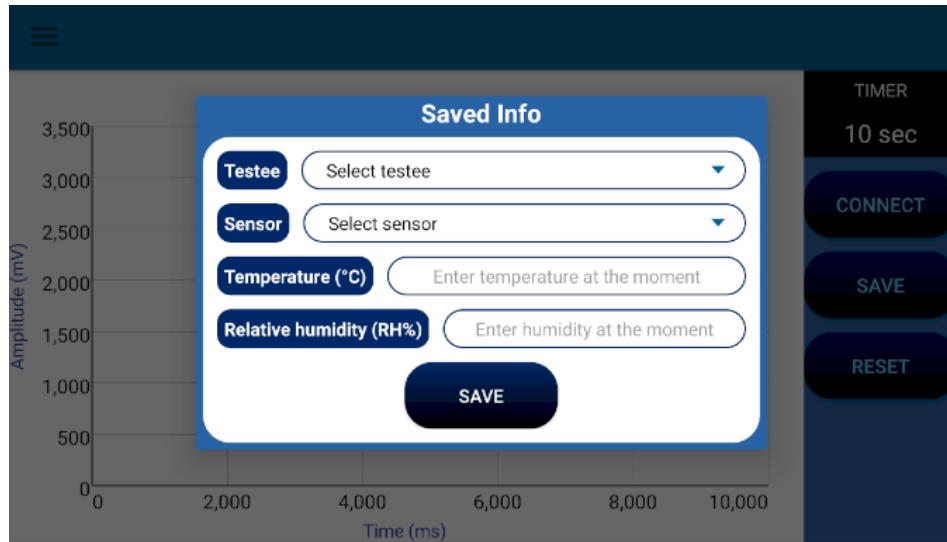 TIMER
10 sec
CONNECT
SAVE
RESET
Saved Info
Testee Select testee
Sensor Select sensor
Temperature (°C) Enter temperature at the moment
Relative humidity (RH%) Enter humidity at the moment
SAVE
Amplitude (mV)
3,500
3,000
2,500
2,000
1,500
1,000
500
0
0 2,000 4,000 6,000 8,000 10,000
Time (ms)